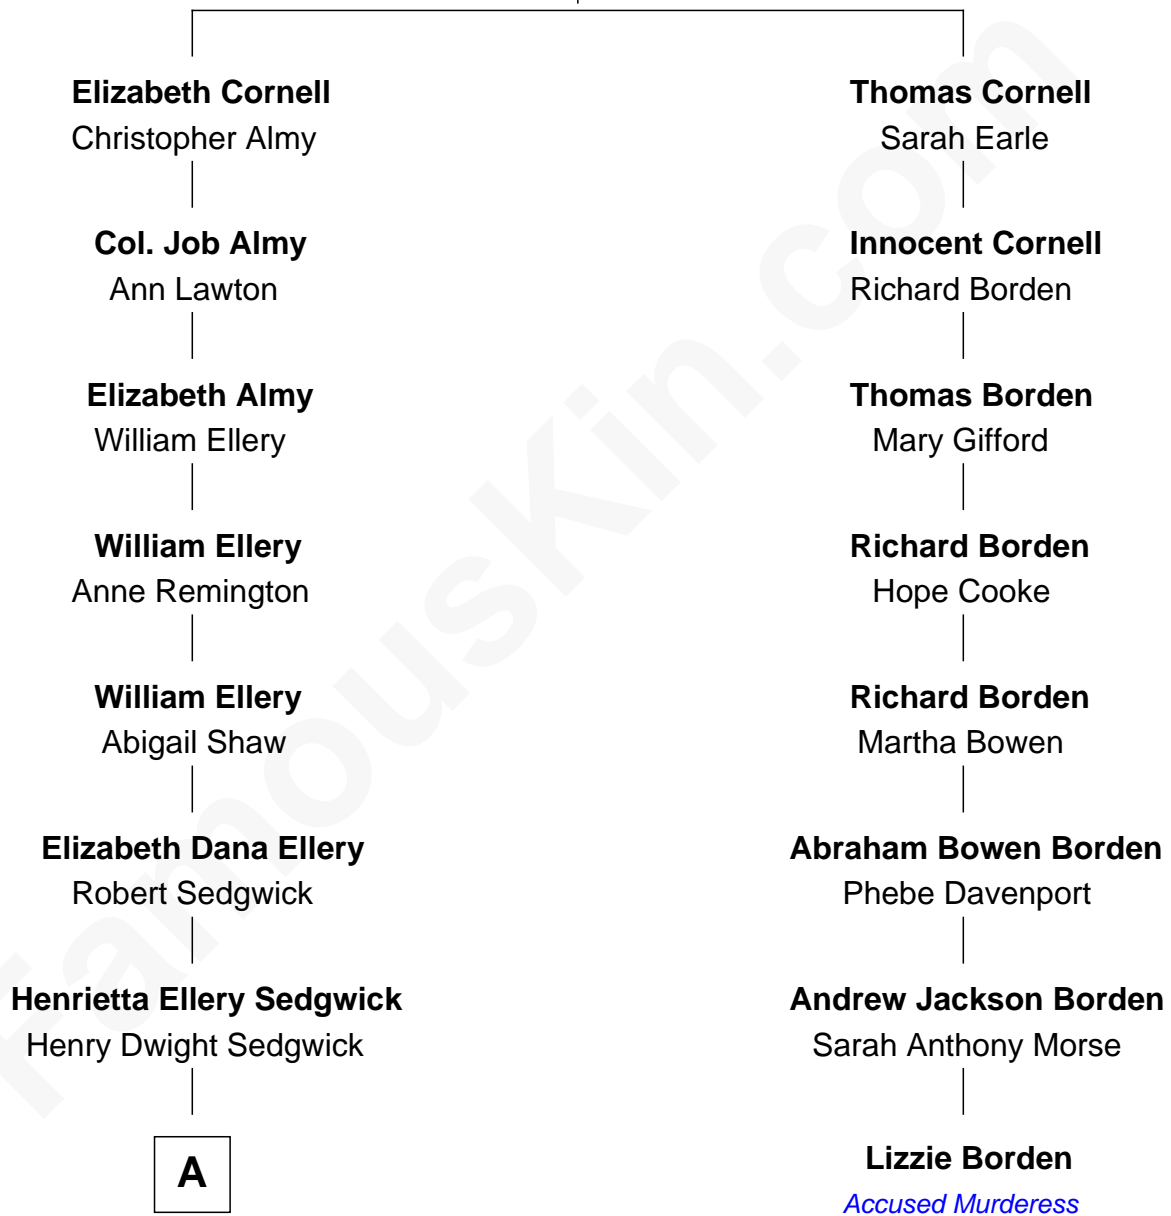 Elizabeth Cornell
Christopher Almy
Col. Job Almy
Ann Lawton
Elizabeth Almy
William Ellery
William Ellery
Anne Remington
William Ellery
Abigail Shaw
Elizabeth Dana Ellery
Robert Sedgwick
Henrietta Ellery Sedgwick
Henry Dwight Sedgwick
A
Thomas Cornell
Sarah Earle
Innocent Cornell
Richard Borden
Thomas Borden
Mary Gifford
Richard Borden
Hope Cooke
Richard Borden
Martha Bowen
Abraham Bowen Borden
Phebe Davenport
Andrew Jackson Borden
Sarah Anthony Morse
Lizzie Borden
Accused Murderess
FamousKin.com